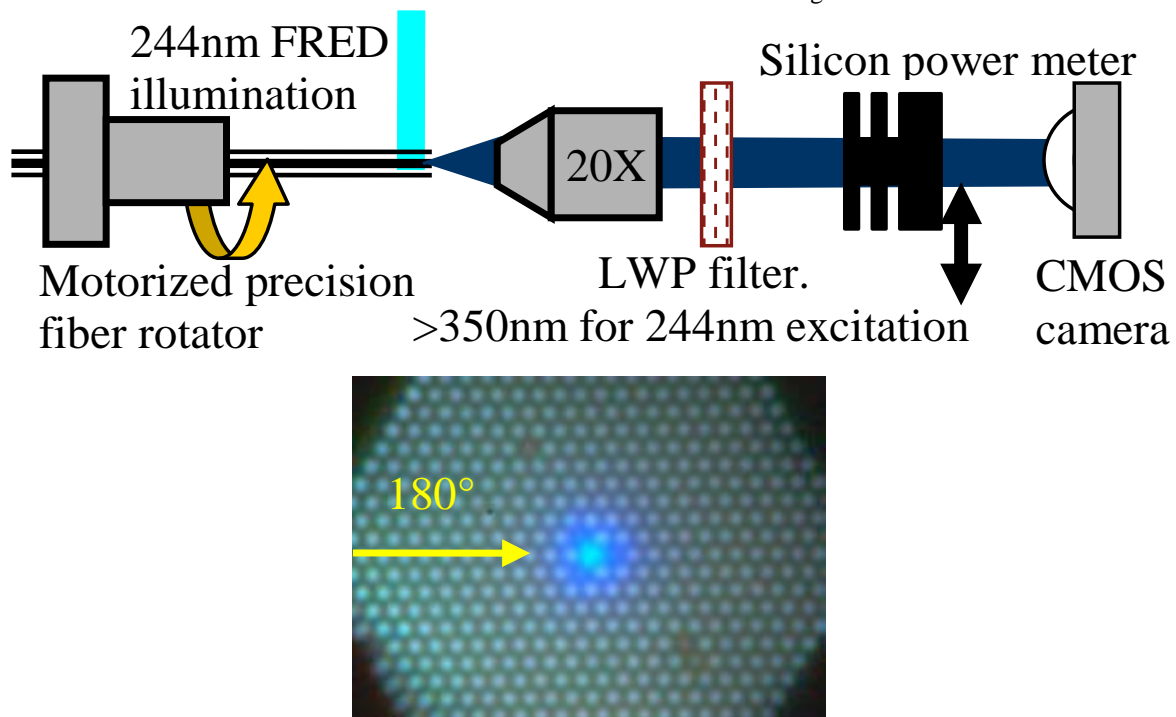 g
244nm FRED
illumination
Silicon power meter
20X
Motorized precision
fiber rotator
LWP filter.
>350nm for 244nm excitation
CMOS
camera
180°